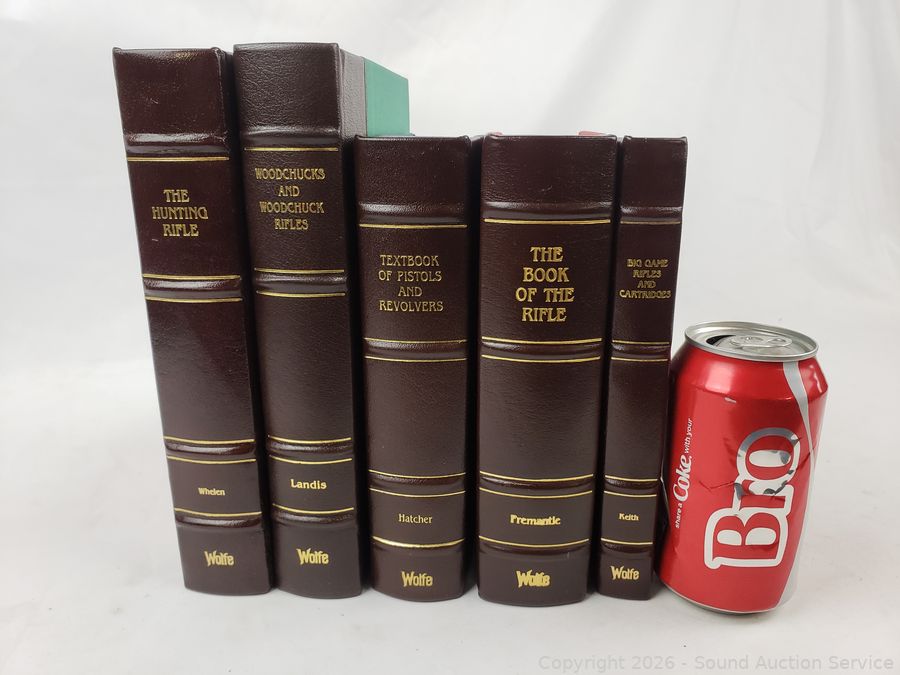 THE
HUNTING
RIFLE
Whelen
Wolfe
WOODCHUCKS
AND
WOODCHUCK
RIFLES
Landis
Wolfe
TEXTBOOK
OF PISTOLS
AND
REVOLVERS
Hatcher
Wolfe
THE
BOOK
OF THE
RIFLE
Fremantle
Wolfe
BIG GAME
RIFLES
AND
CARTRIDGES
Keith
Wolfe
share a Coke with your
Bro
Copyright 2026 - Sound Auction Service